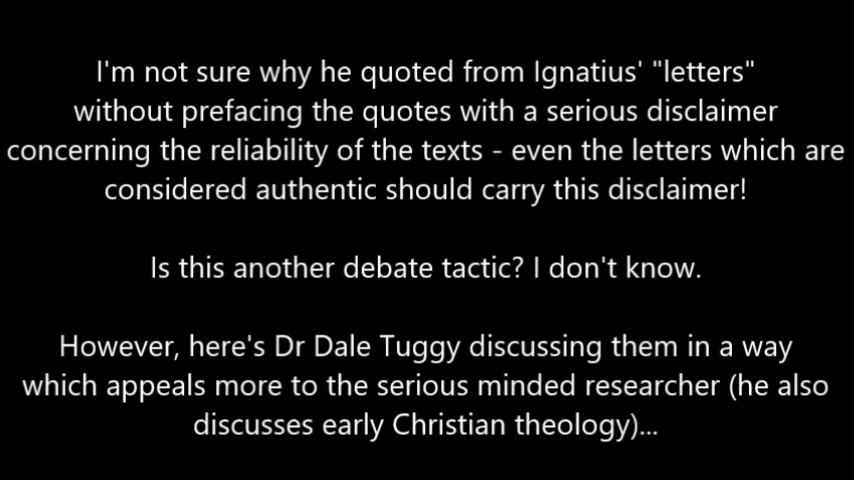 I'm not sure why he quoted from Ignatius' "letters"
without prefacing the quotes with a serious disclaimer
concerning the reliability of the texts - even the letters which are
considered authentic should carry this disclaimer!
Is this another debate tactic? I don't know.
However, here's Dr Dale Tuggy discussing them in a way
which appeals more to the serious minded researcher (he also
discusses early Christian theology)...